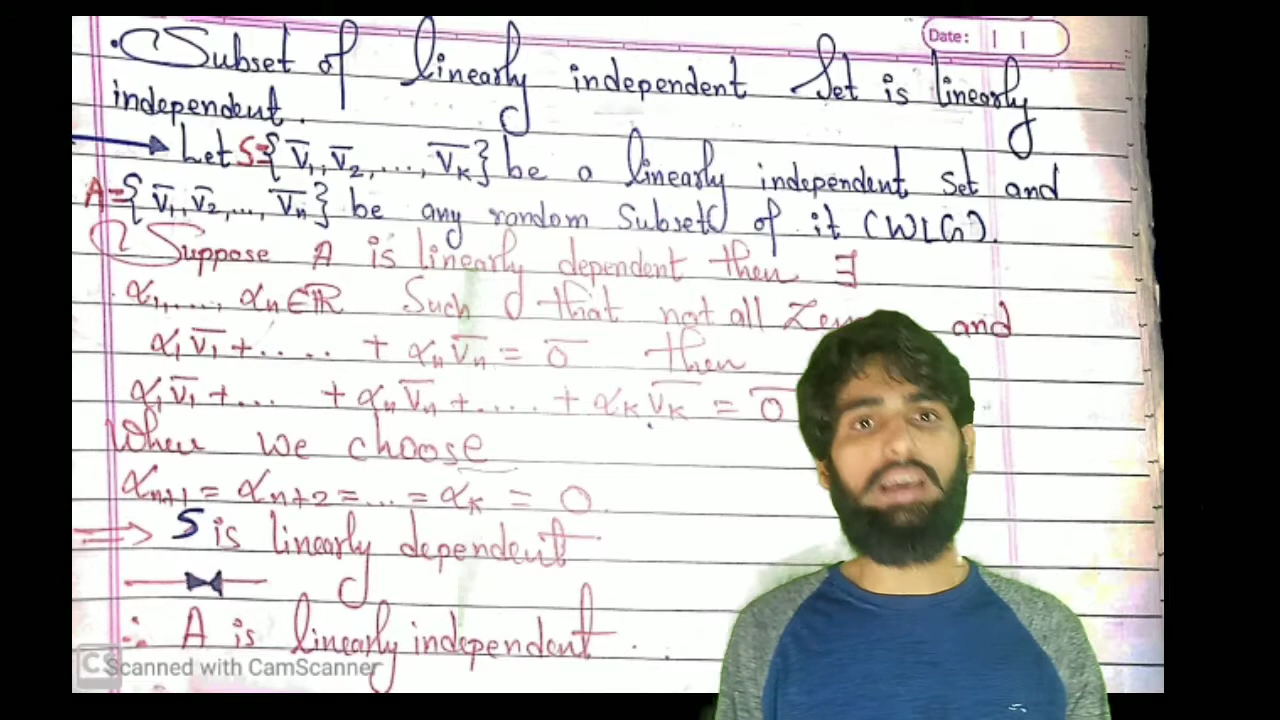 Date:
. Subset of linearly independent Set is linearly
independent.
→ Let S={v̅₁, v̅₂, ..., v̅ₖ} be a linearly independent set and
A={v̅₁, v̅₂, ..., v̅ₙ} be any random subset of it (WLG).
Suppose A is linearly dependent then ∃
α₁, ...., αₙ ∈ ℝ Such that not all and
α₁v̅₁ + ..... + αₙv̅ₙ = 0̅ then
α₁v̅₁ + .... + αₙv̅ₙ + .... + αₖv̅ₖ = 0̅
When we choose
αₙ₊₁ = αₙ₊₂ = ... = αₖ = 0.
⇒ S is linearly dependent
∴ A is linearly independent.
CS Scanned with CamScanner